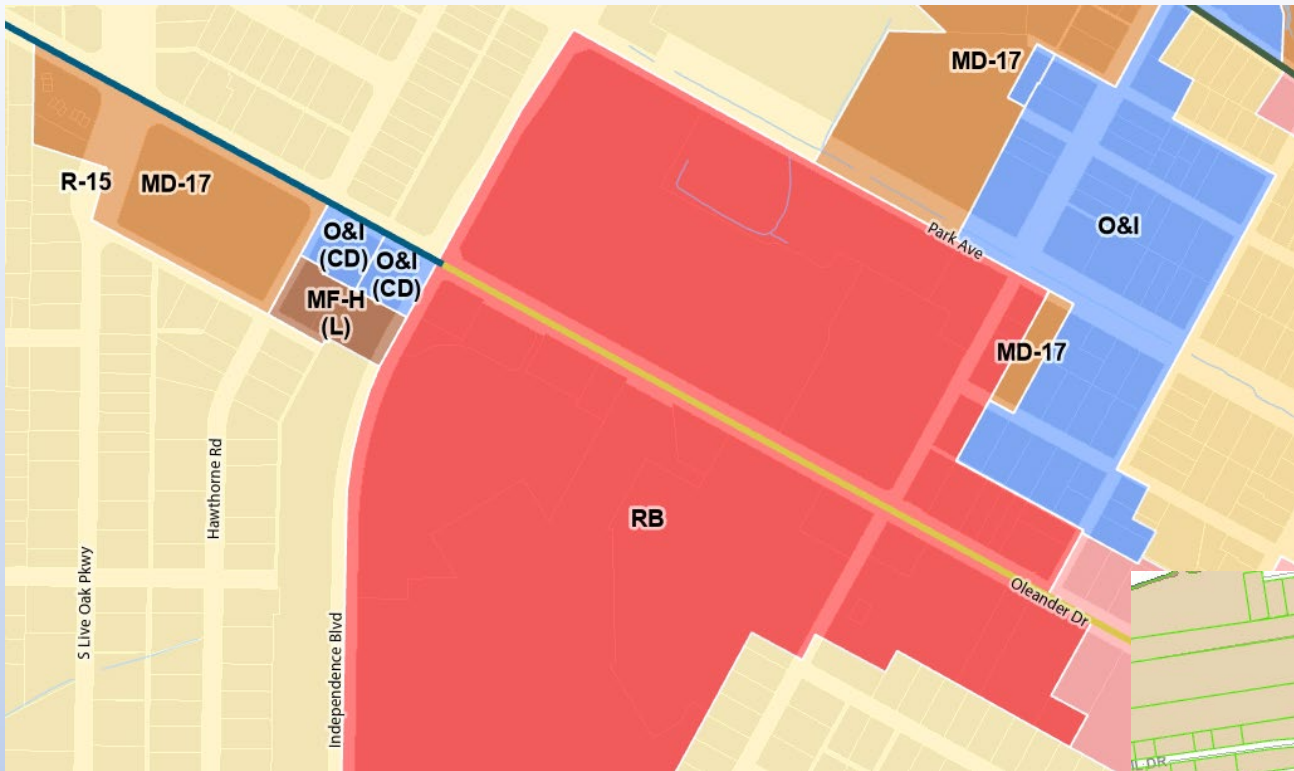 MD-17
R-15
MD-17
O&I
(CD)
O&I
(CD)
MF-H
(L)
Park Ave
O&I
MD-17
RB
Hawthorne Rd
S Live Oak Pkwy
Independence Blvd
Oleander Dr
DR